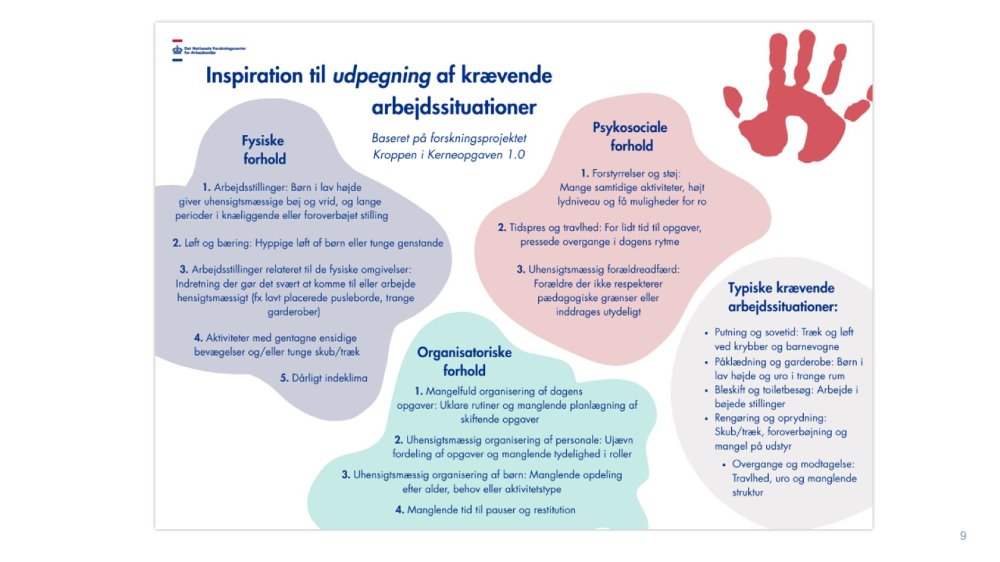 Det Nationale Forskningscenter
for Arbejdsmiljø
Inspiration til udpegning af krævende
arbejdssituationer
Baseret på forskningsprojektet
Kroppen i Kerneopgaven 1.0
Fysiske
forhold
1. Arbejdsstillinger: Børn i lav højde
giver uhensigtsmæssige bøj og vrid, og lange
perioder i knæliggende eller foroverbøjet stilling
2. Løft og bæring: Hyppige løft af børn eller tunge genstande
3. Arbejdsstillinger relateret til de fysiske omgivelser:
Indretning der gør det svært at komme til eller arbejde
hensigtsmæssigt (fx lavt placerede pusleborde, trange
garderober)
4. Aktiviteter med gentagne ensidige
bevægelser og/eller tunge skub/træk
5. Dårligt indeklima
Psykosociale
forhold
1. Forstyrrelser og støj:
Mange samtidige aktiviteter, højt
lydniveau og få muligheder for ro
2. Tidspres og travlhed: For lidt tid til opgaver,
pressede overgange i dagens rytme
3. Uhensigtsmæssig forældreadfærd:
Forældre der ikke respekterer
pædagogiske grænser eller
inddrages utydeligt
Organisatoriske
forhold
1. Mangelfuld organisering af dagens
opgaver: Uklare rutiner og manglende planlægning af
skiftende opgaver
2. Uhensigtsmæssig organisering af personale: Ujævn
fordeling af opgaver og manglende tydelighed i roller
3. Uhensigtsmæssig organisering af børn: Manglende opdeling
efter alder, behov eller aktivitetstype
4. Manglende tid til pauser og restitution
Typiske krævende
arbejdssituationer:
• Putning og sovetid: Træk og løft
ved krybber og barnevogne
• Påklædning og garderobe: Børn i
lav højde og uro i trange rum
• Bleskift og toiletbesøg: Arbejde i
bøjede stillinger
• Rengøring og oprydning:
Skub/træk, foroverbøjning og
mangel på udstyr
• Overgange og modtagelse:
Travlhed, uro og manglende
struktur
9